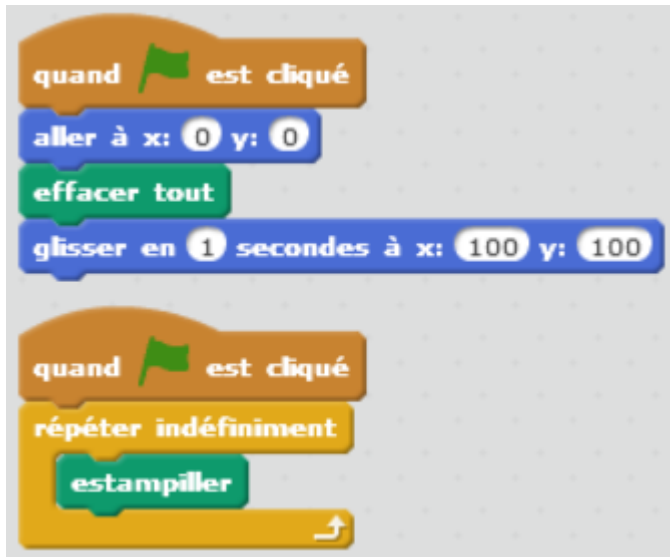 quand est cliqué
aller à x: 0 y: 0
effacer tout
glisser en 1 secondes à x: 100 y: 100
quand est cliqué
répéter indéfiniment
estampiller